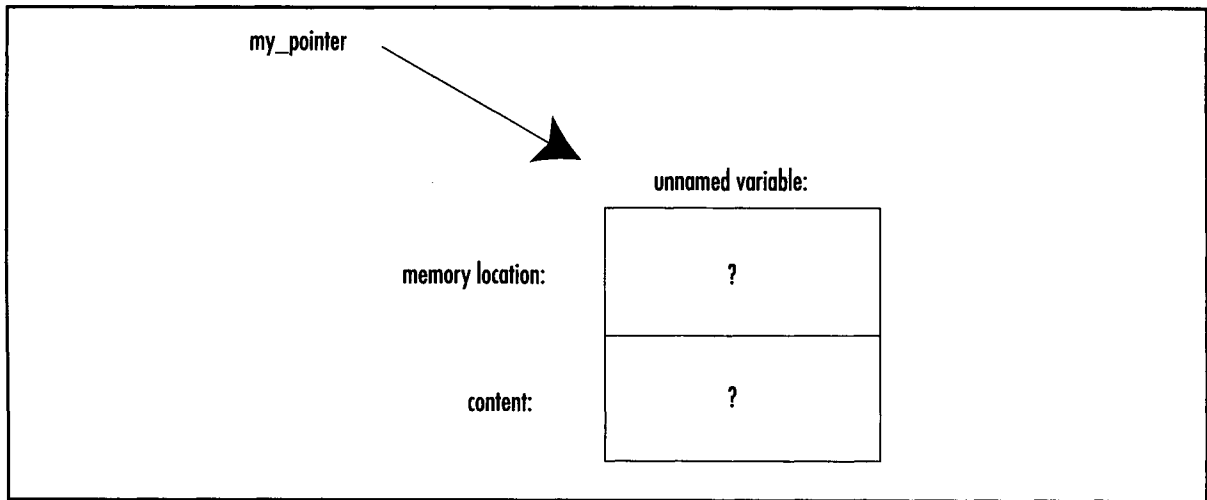 my_pointer
unnamed variable:
memory location:
?
content:
?